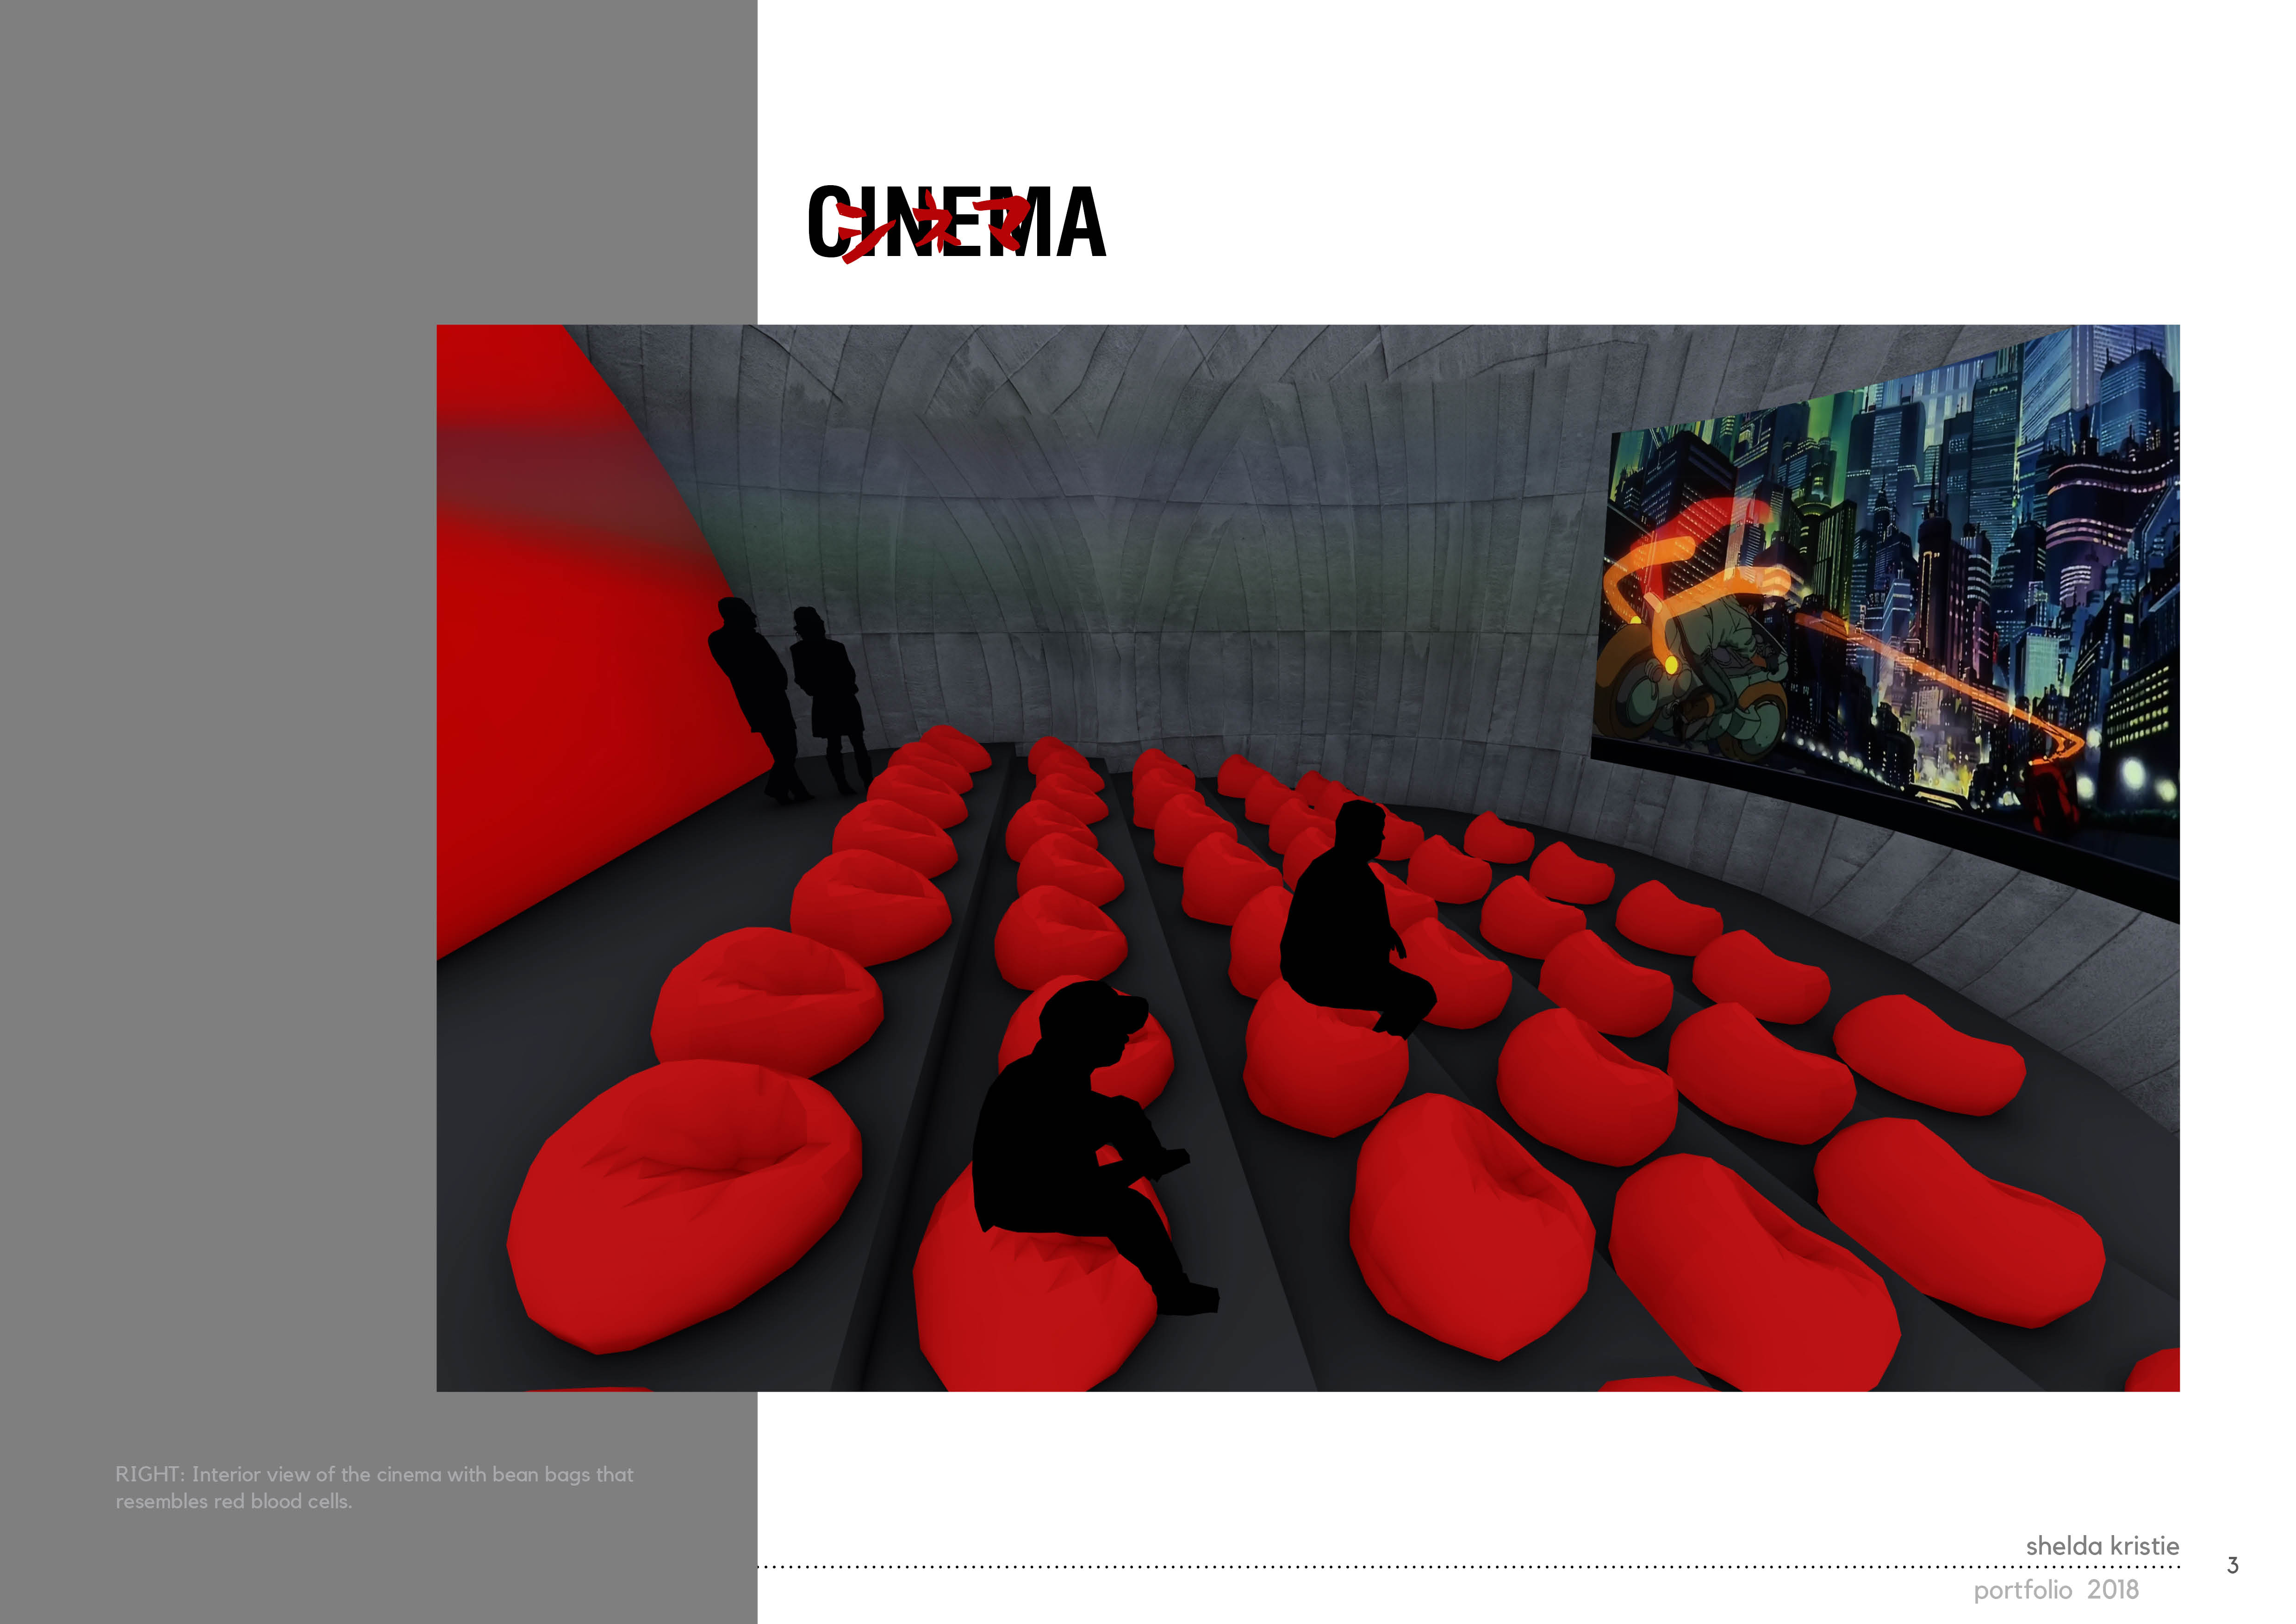 CINEMA
シネマ
RIGHT: Interior view of the cinema with bean bags that
resembles red blood cells.
shelda kristie
3
portfolio 2018